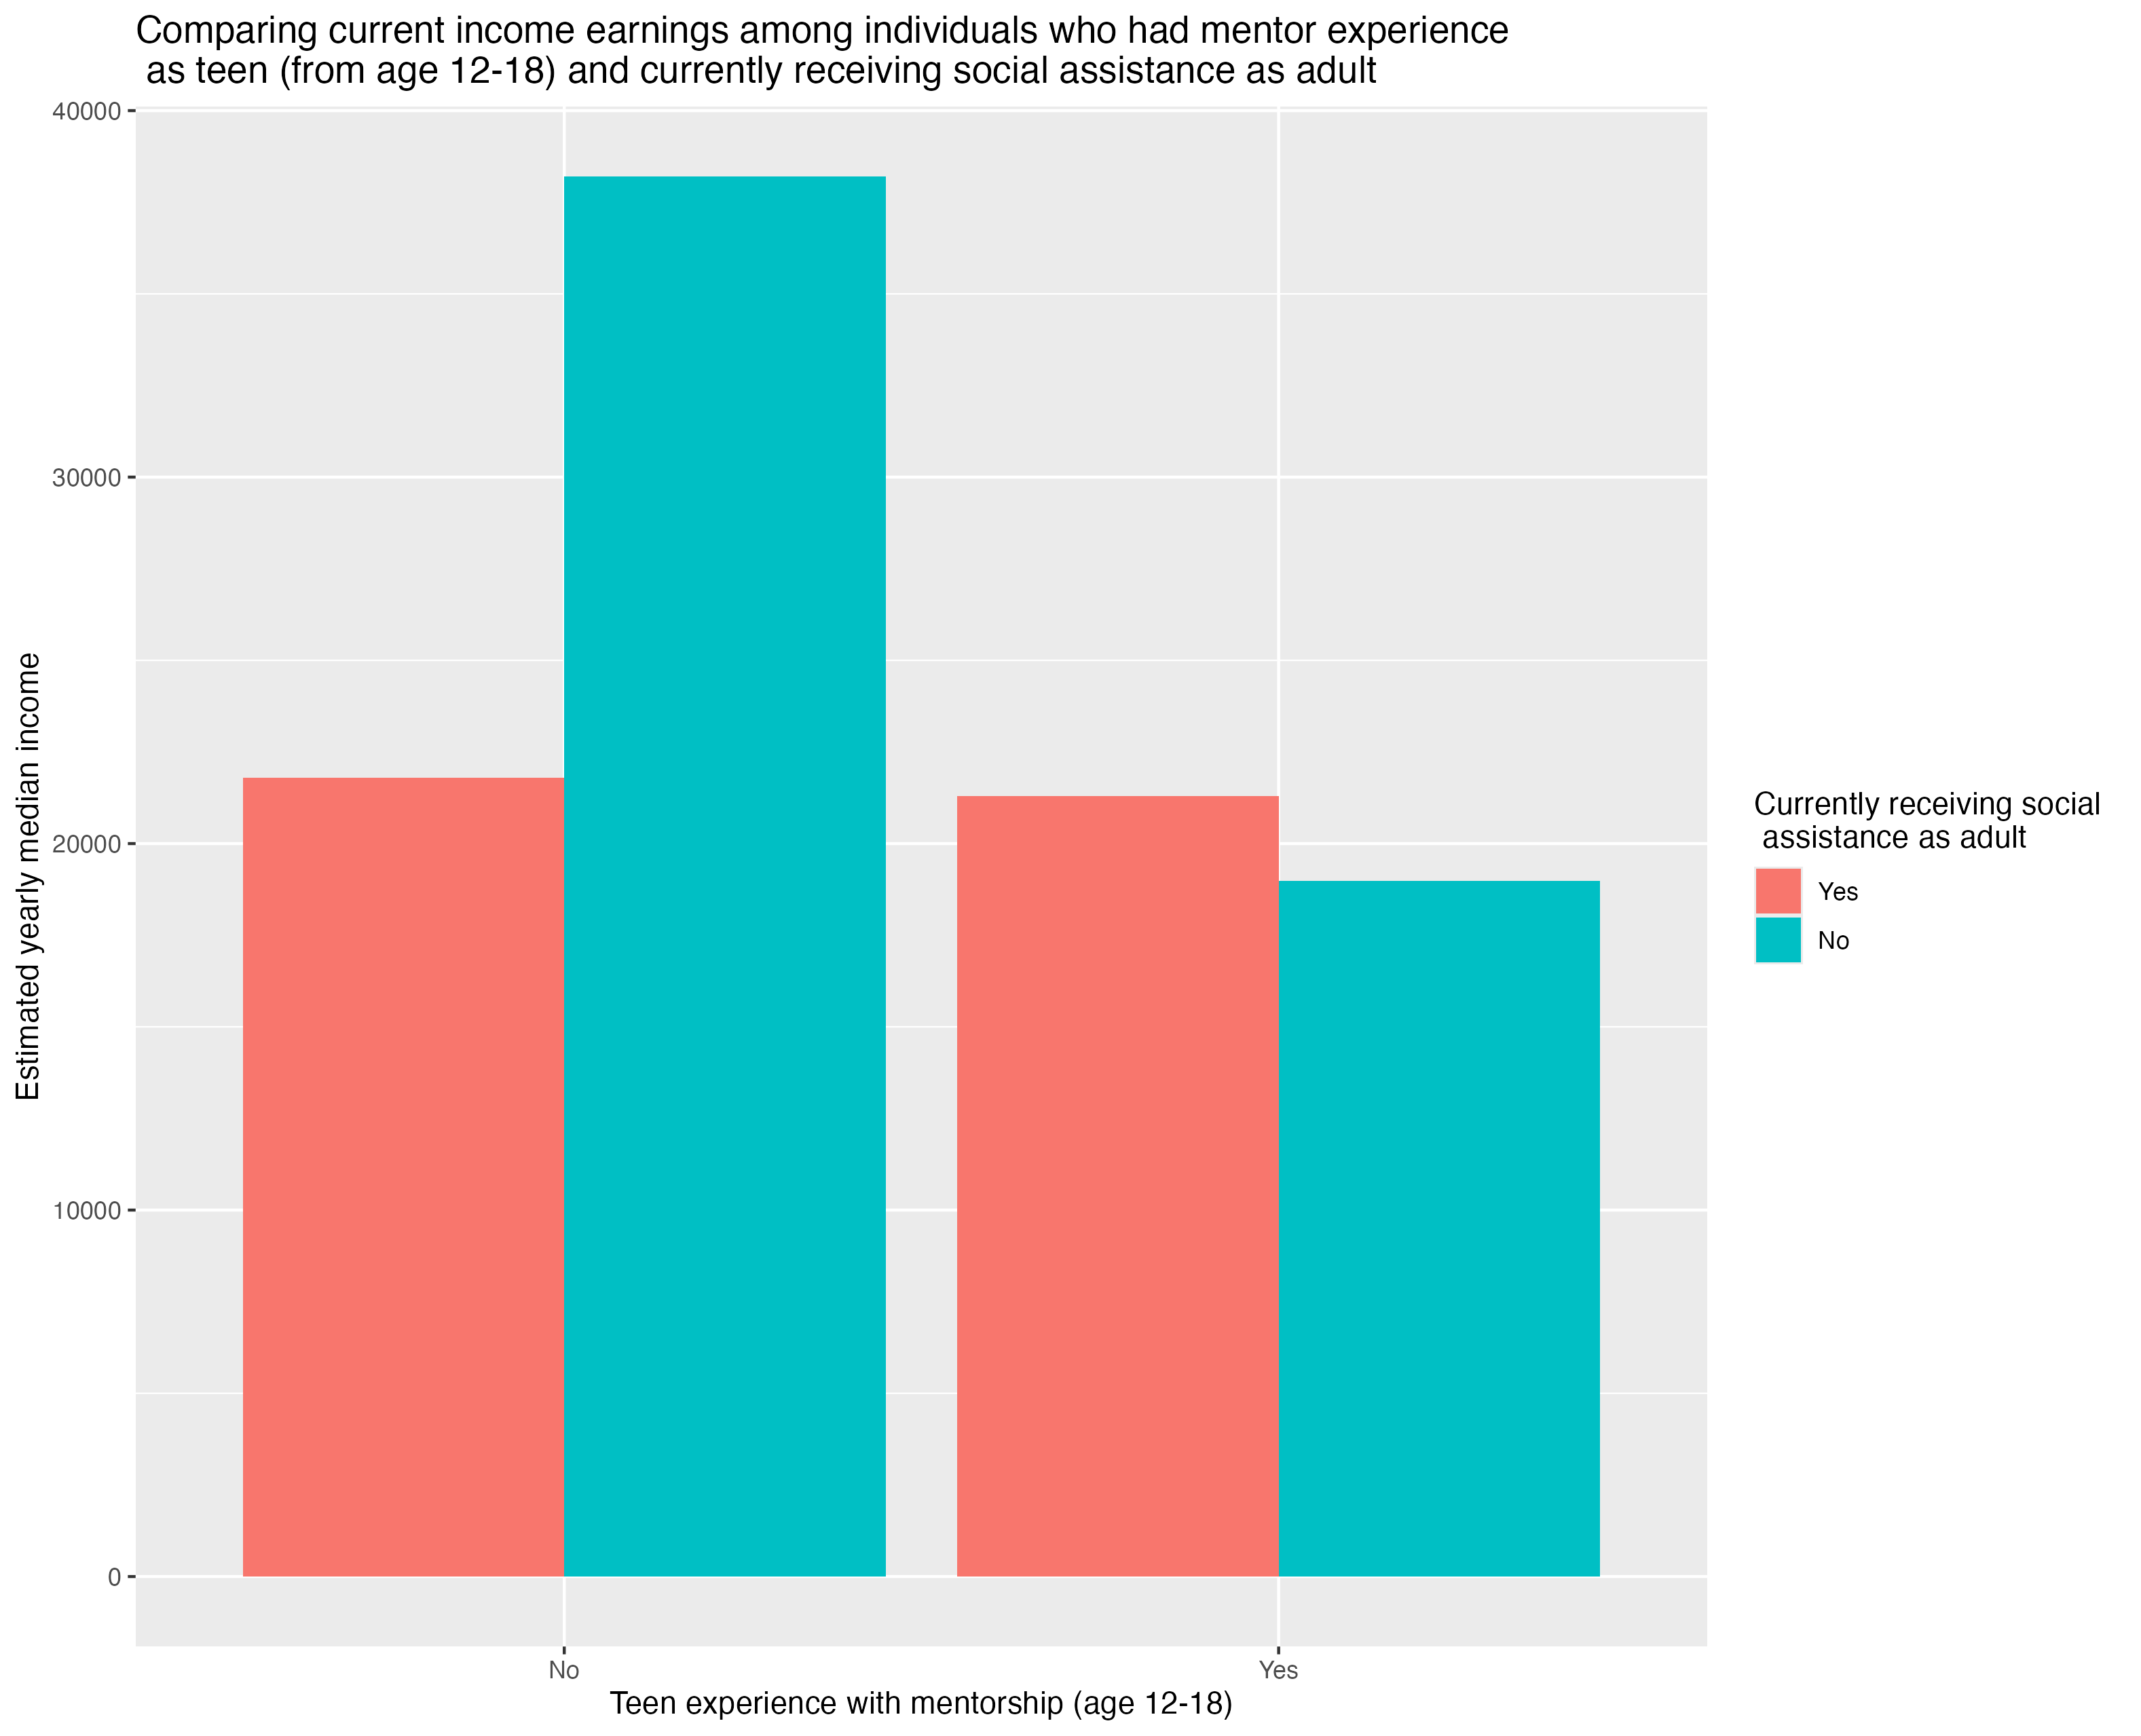 Comparing current income earnings among individuals who had mentor experience
as teen (from age 12-18) and currently receiving social assistance as adult
40000
30000
20000
10000
0
Estimated yearly median income
No
Yes
Teen experience with mentorship (age 12-18)
Currently receiving social
assistance as adult
Yes
No